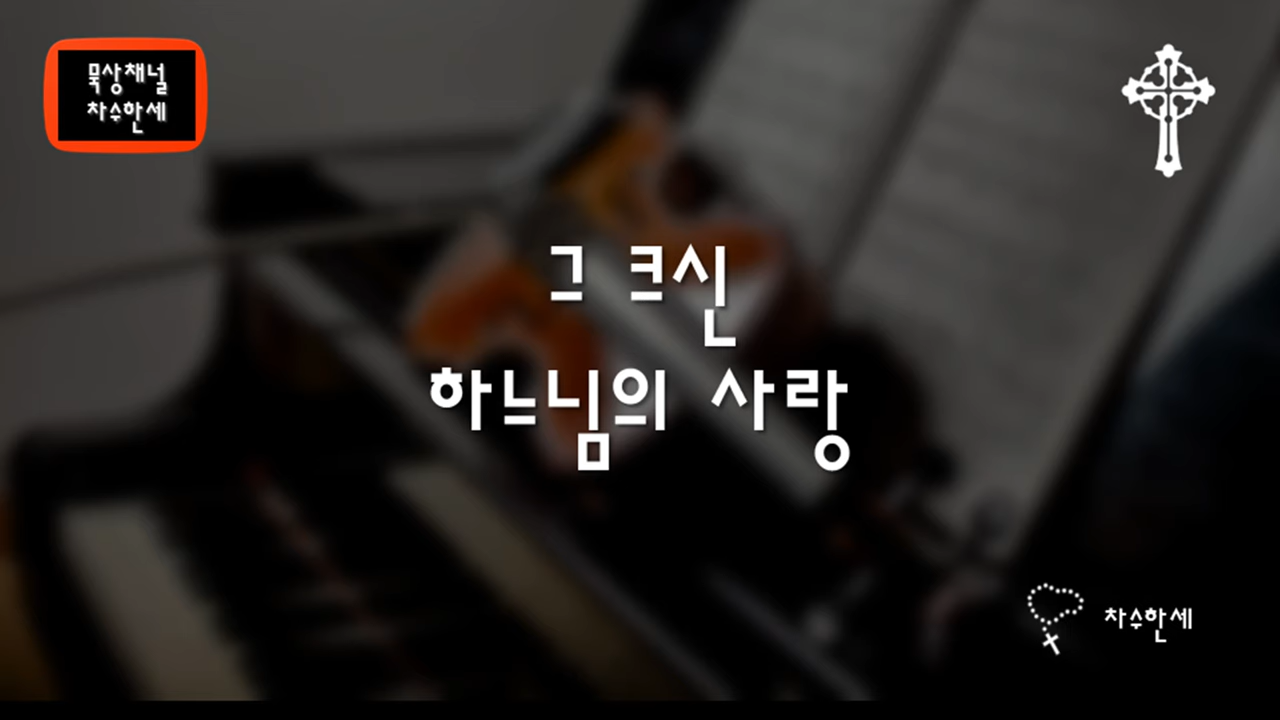 묵상채널
차수한세
그 크신
하느님의 사랑
차수한세